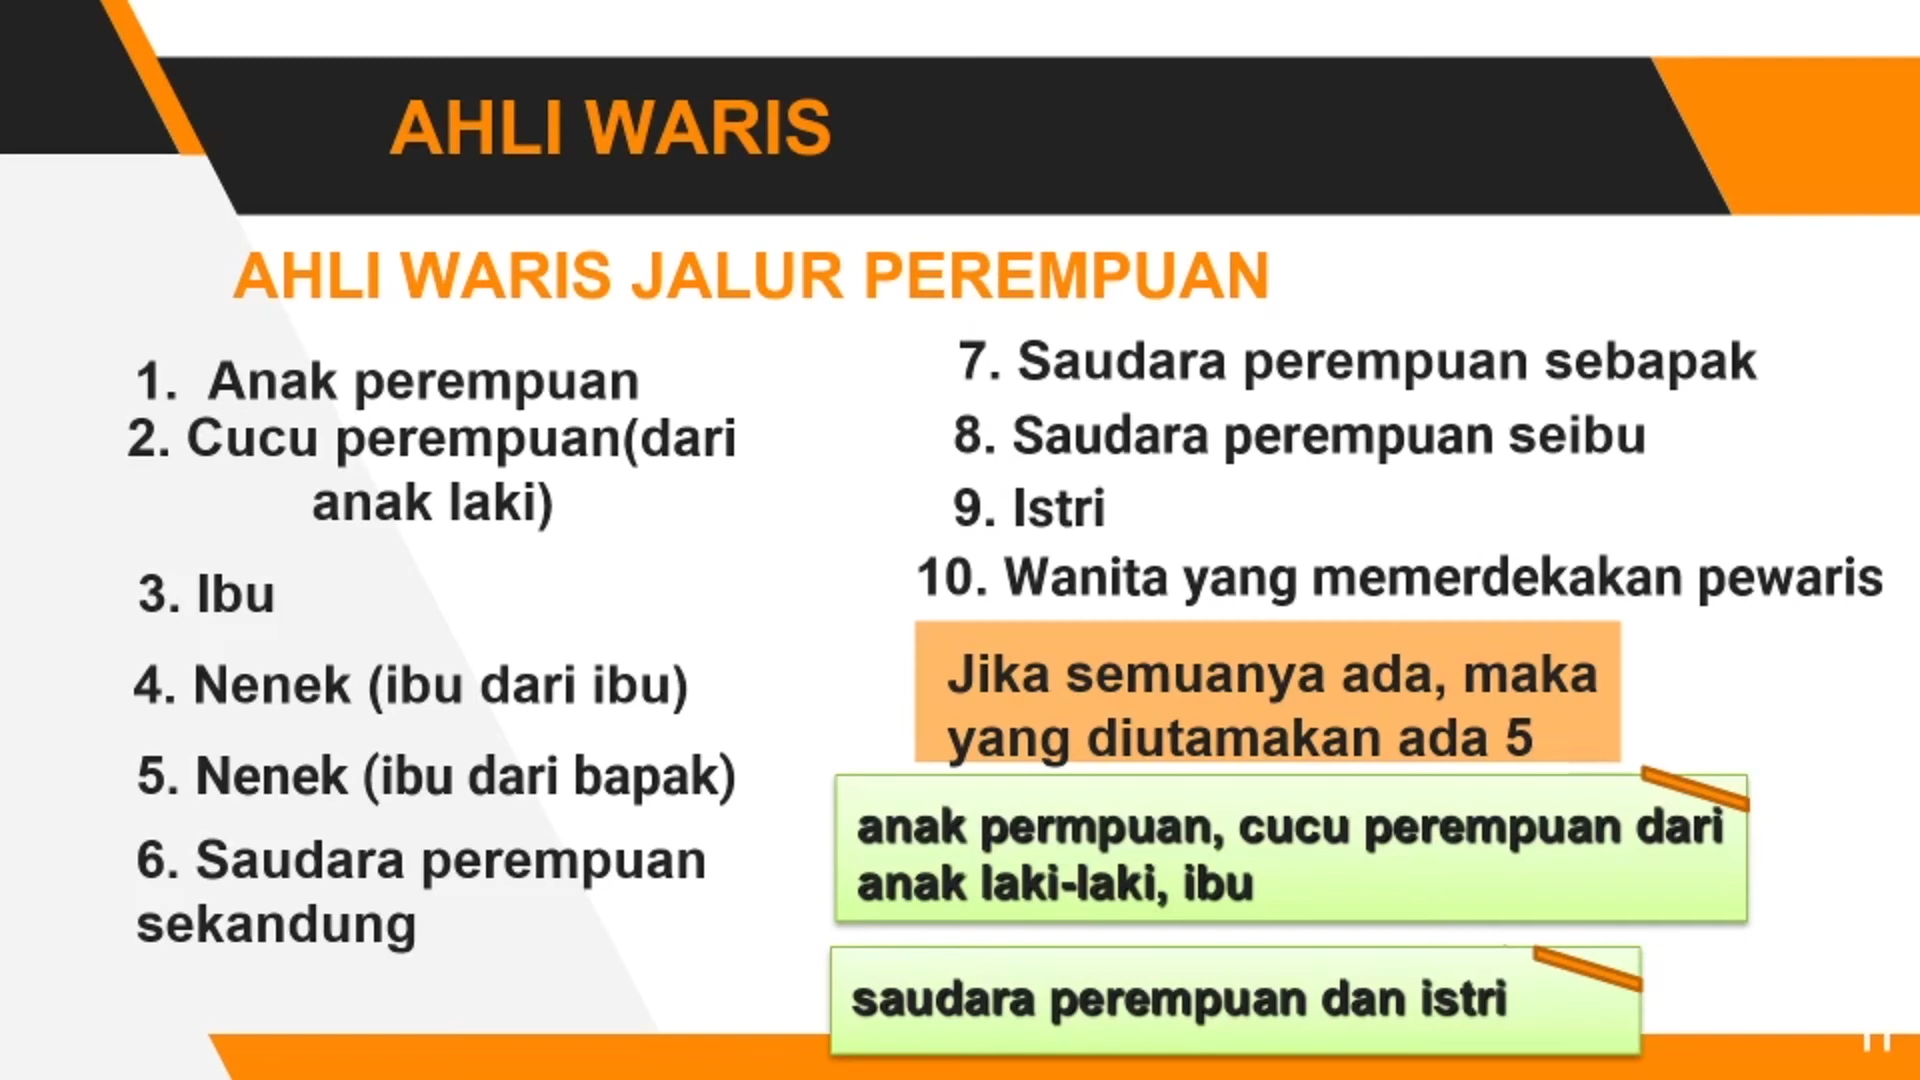 AHLI WARIS
AHLI WARIS JALUR PEREMPUAN
1. Anak perempuan
2. Cucu perempuan(dari
anak laki)
3. Ibu
4. Nenek (ibu dari ibu)
5. Nenek (ibu dari bapak)
6. Saudara perempuan
sekandung
7. Saudara perempuan sebapak
8. Saudara perempuan seibu
9. Istri
10. Wanita yang memerdekakan pewaris
Jika semuanya ada, maka
yang diutamakan ada 5
anak permpuan, cucu perempuan dari
anak laki-laki, ibu
saudara perempuan dan istri